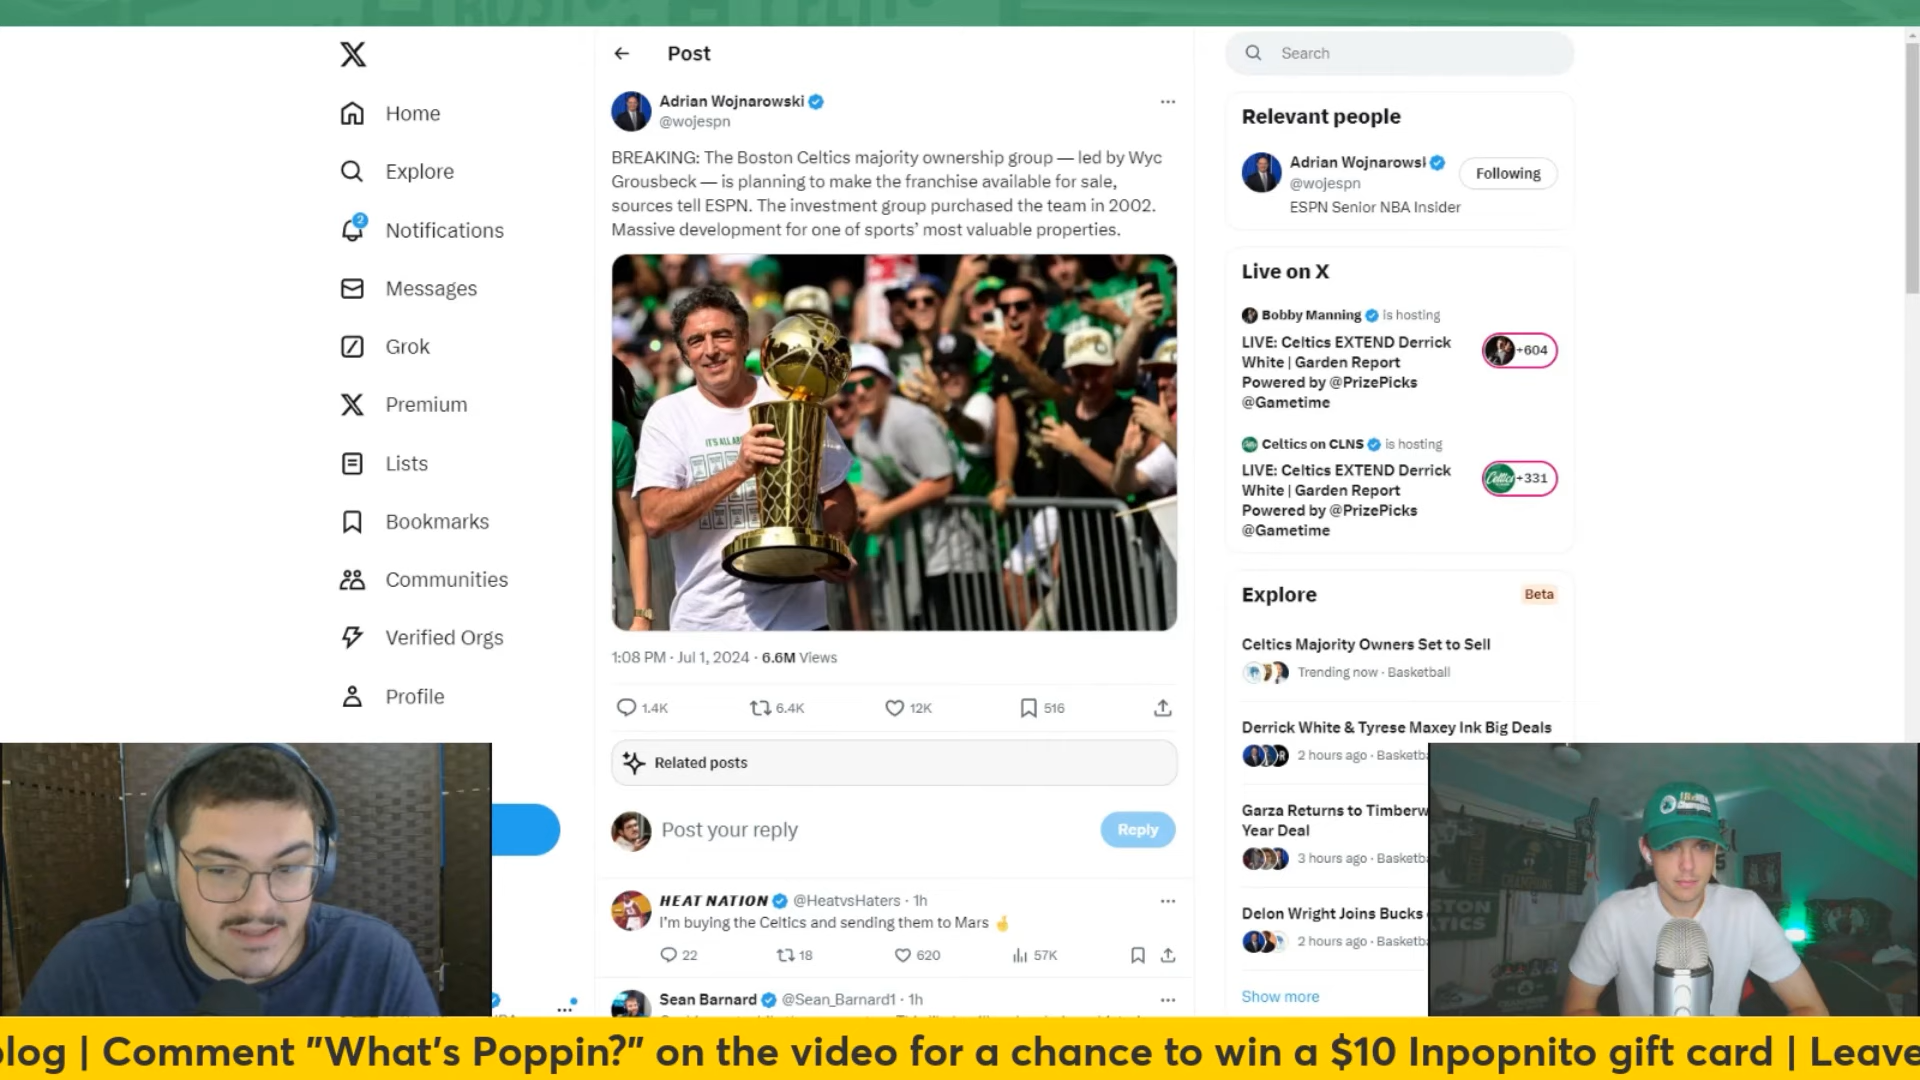 Home
Explore
2
Notifications
Messages
Grok
Premium
Lists
Bookmarks
Communities
Verified Orgs
Profile
Post
Adrian Wojnarowski
@wojespn
BREAKING: The Boston Celtics majority ownership group — led by Wyc
Grousbeck — is planning to make the franchise available for sale,
sources tell ESPN. The investment group purchased the team in 2002.
Massive development for one of sports’ most valuable properties.
IT'S ALL AB
1:08 PM · Jul 1, 2024 · 6.6M Views
1.4K 6.4K 12K 516
Related posts
Post your reply
Reply
HEAT NATION @HeatvsHaters · 1h
I’m buying the Celtics and sending them to Mars
22 18 620 57K
Sean Barnard @Sean_Barnard1 · 1h
Search
Relevant people
Adrian Wojnarowsl
@wojespn
Following
ESPN Senior NBA Insider
Live on X
Bobby Manning is hosting
LIVE: Celtics EXTEND Derrick
White | Garden Report
Powered by @PrizePicks
@Gametime
+604
Celtics on CLNS is hosting
LIVE: Celtics EXTEND Derrick
White | Garden Report
Powered by @PrizePicks
@Gametime
+331
Explore
Beta
Celtics Majority Owners Set to Sell
Trending now · Basketball
Derrick White & Tyrese Maxey Ink Big Deals
2 hours ago · Basketba
Garza Returns to Timberw
Year Deal
3 hours ago · Basketba
Delon Wright Joins Bucks
2 hours ago · Basketba
Show more
log | Comment "What's Poppin?" on the video for a chance to win a $10 Inpopnito gift card | Leave